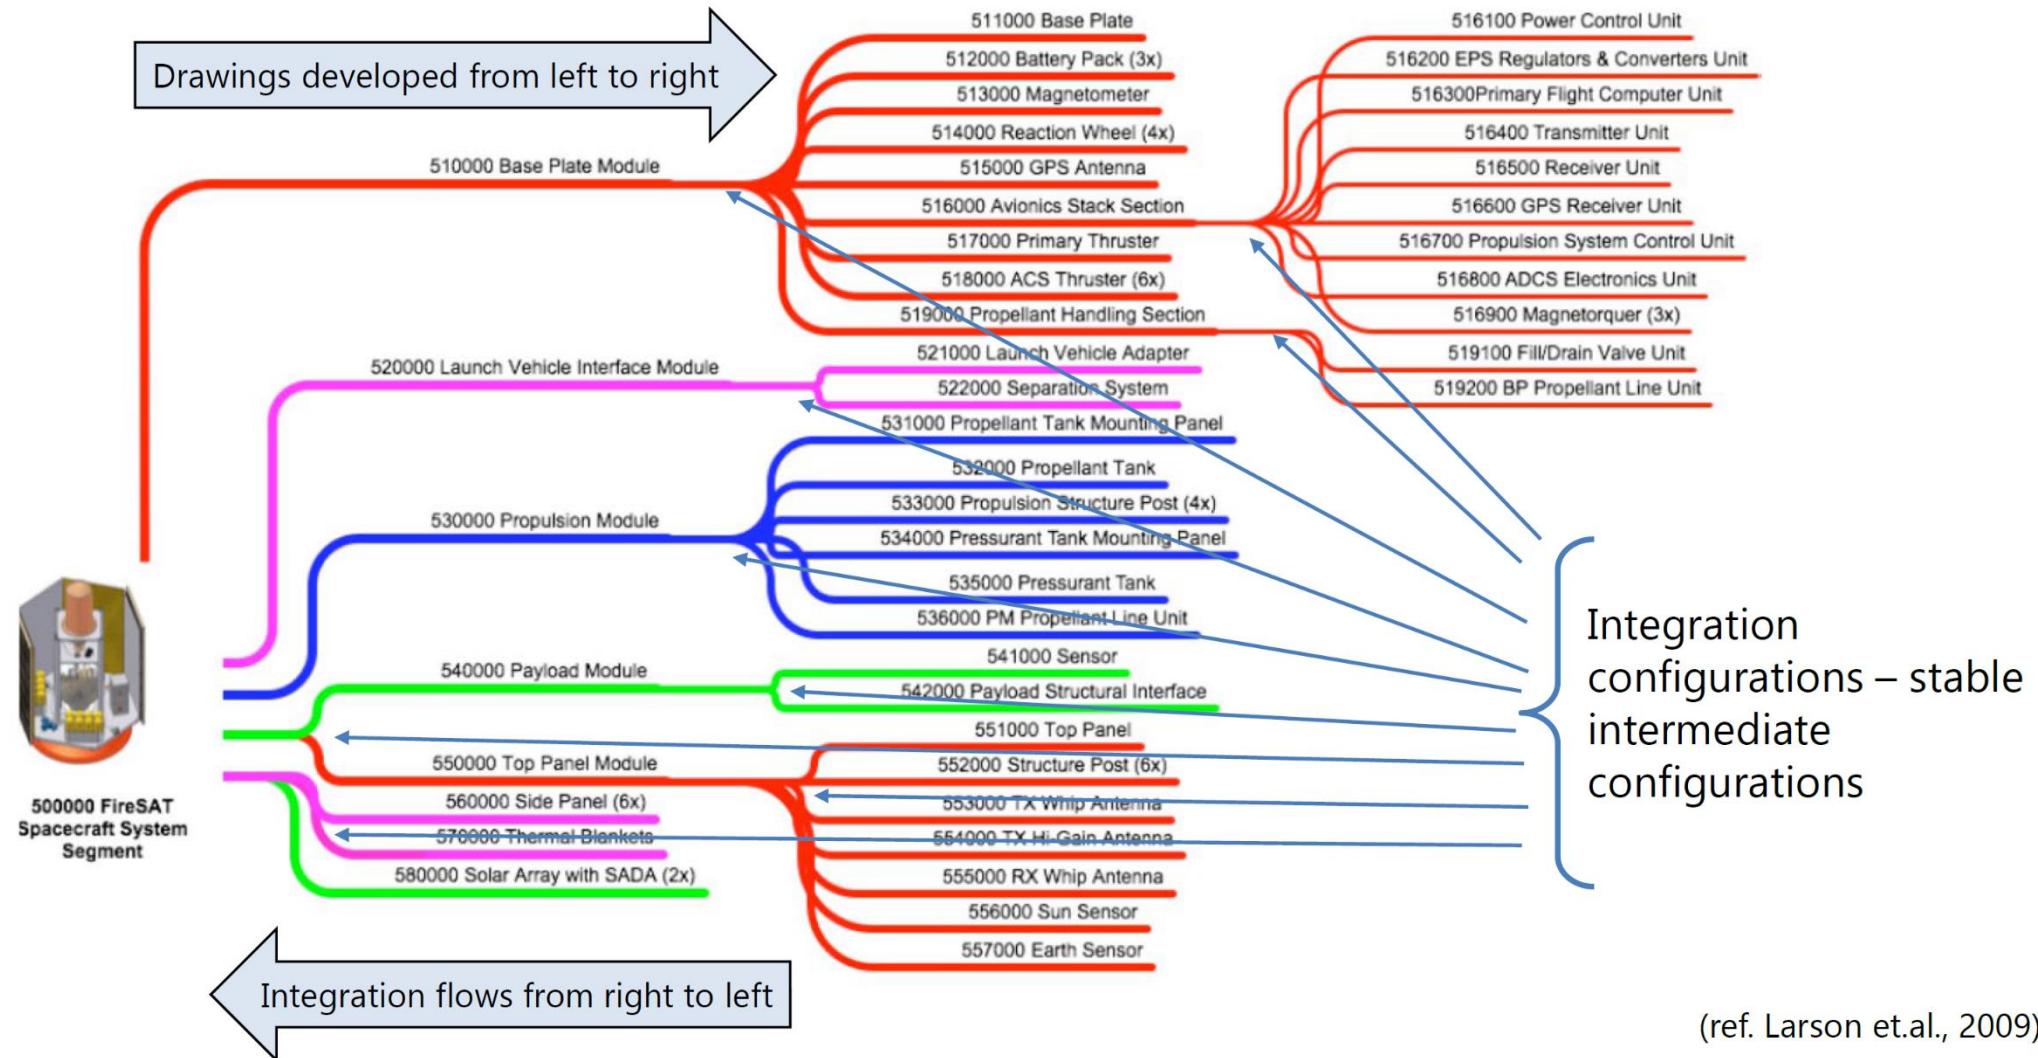 Drawings developed from left to right
511000 Base Plate
512000 Battery Pack (3x)
513000 Magnetometer
514000 Reaction Wheel (4x)
510000 Base Plate Module
515000 GPS Antenna
516000 Avionics Stack Section
517000 Primary Thruster
518000 ACS Thruster (6x)
519000 Propellant Handling Section
516100 Power Control Unit
516200 EPS Regulators & Converters Unit
516300Primary Flight Computer Unit
516400 Transmitter Unit
516500 Receiver Unit
516600 GPS Receiver Unit
516700 Propulsion System Control Unit
516800 ADCS Electronics Unit
516900 Magnetorquer (3x)
519100 Fill/Drain Valve Unit
519200 BP Propellant Line Unit
520000 Launch Vehicle Interface Module
521000 Launch Vehicle Adapter
522000 Separation System
530000 Propulsion Module
531000 Propellant Tank Mounting Panel
532000 Propellant Tank
533000 Propulsion Structure Post (4x)
534000 Pressurant Tank Mounting Panel
535000 Pressurant Tank
536000 PM Propellant Line Unit
540000 Payload Module
541000 Sensor
542000 Payload Structural Interface
550000 Top Panel Module
551000 Top Panel
552000 Structure Post (6x)
553000 TX Whip Antenna
554000 TX Hi-Gain Antenna
555000 RX Whip Antenna
556000 Sun Sensor
557000 Earth Sensor
560000 Side Panel (6x)
570000 Thermal Blankets
580000 Solar Array with SADA (2x)
500000 FireSAT
Spacecraft System
Segment
Integration
configurations – stable
intermediate
configurations
Integration flows from right to left
(ref. Larson et.al., 2009)